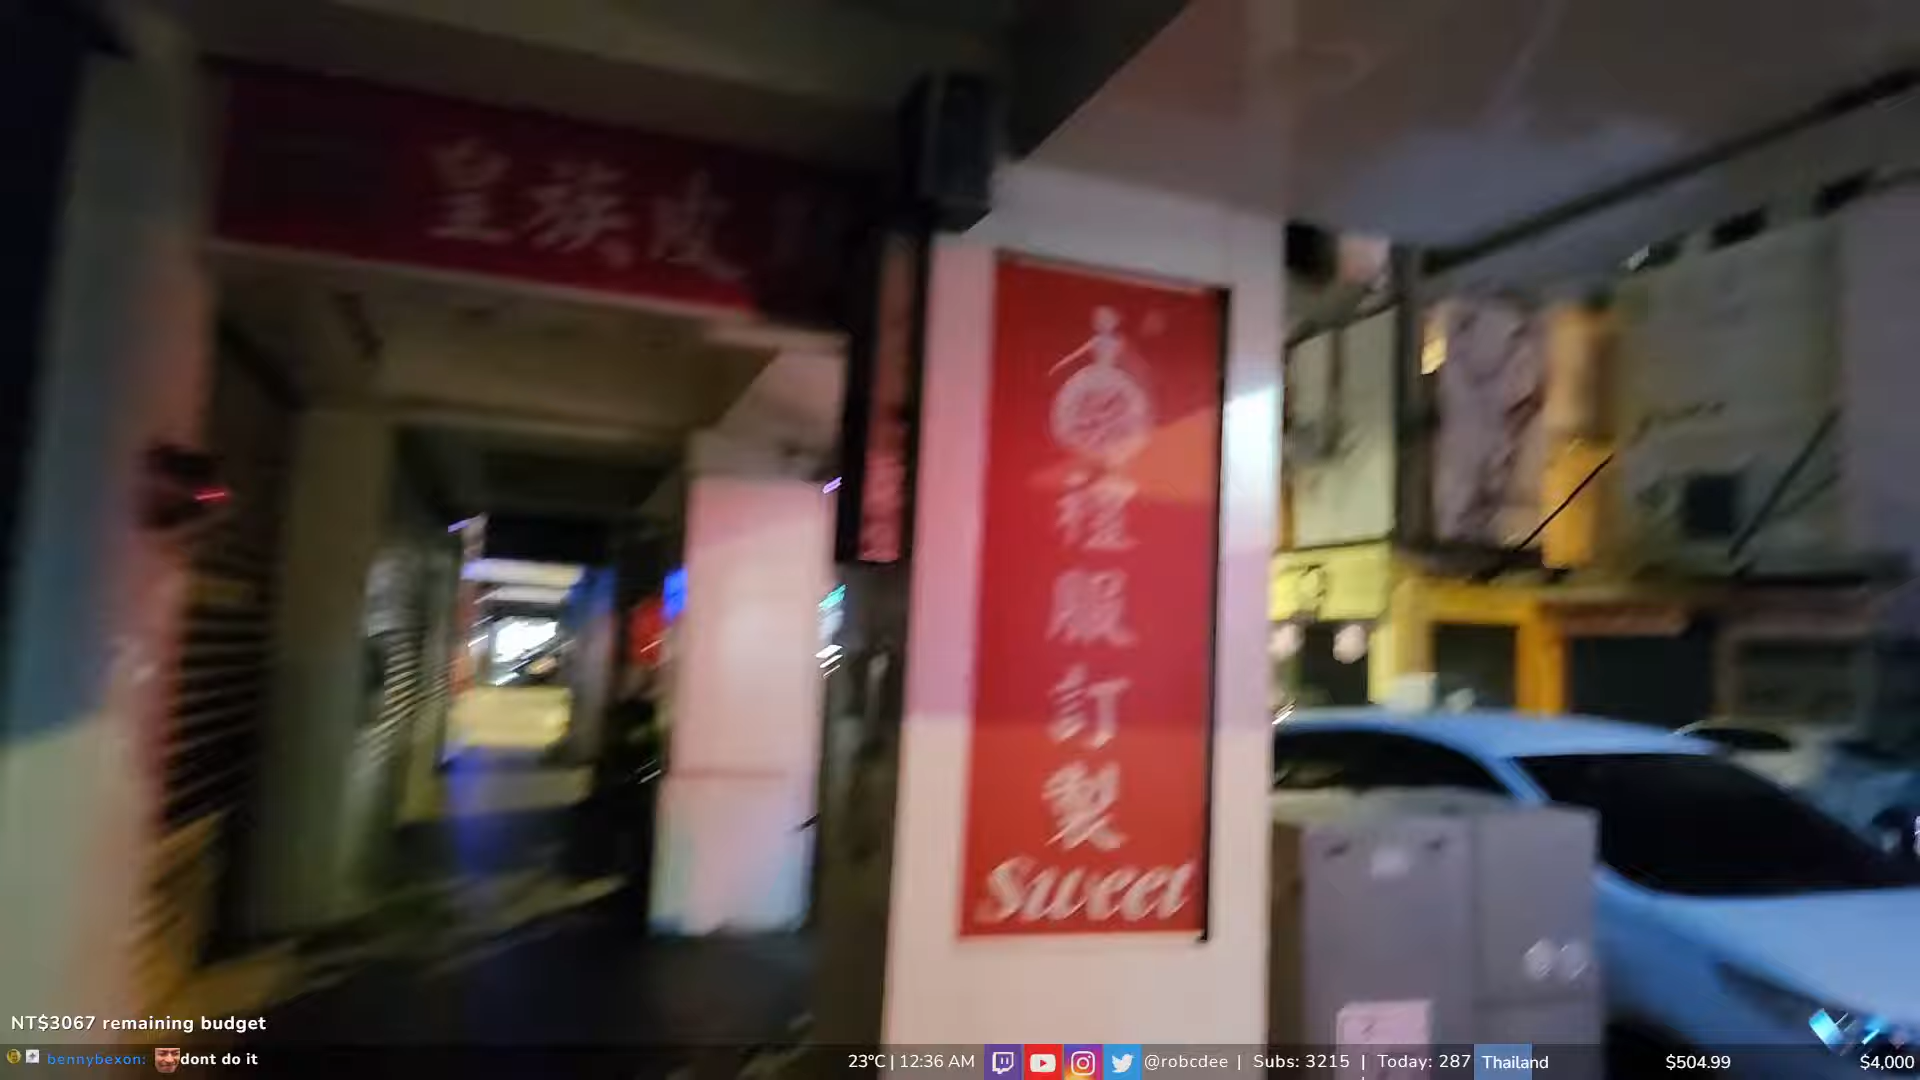 皇族皮
禮服訂製
Sweet
NT$3067 remaining budget
bennybexon: dont do it
23°C | 12:36 AM
@robcdee | Subs: 3215 | Today: 287
Thailand
$504.99
$4,000